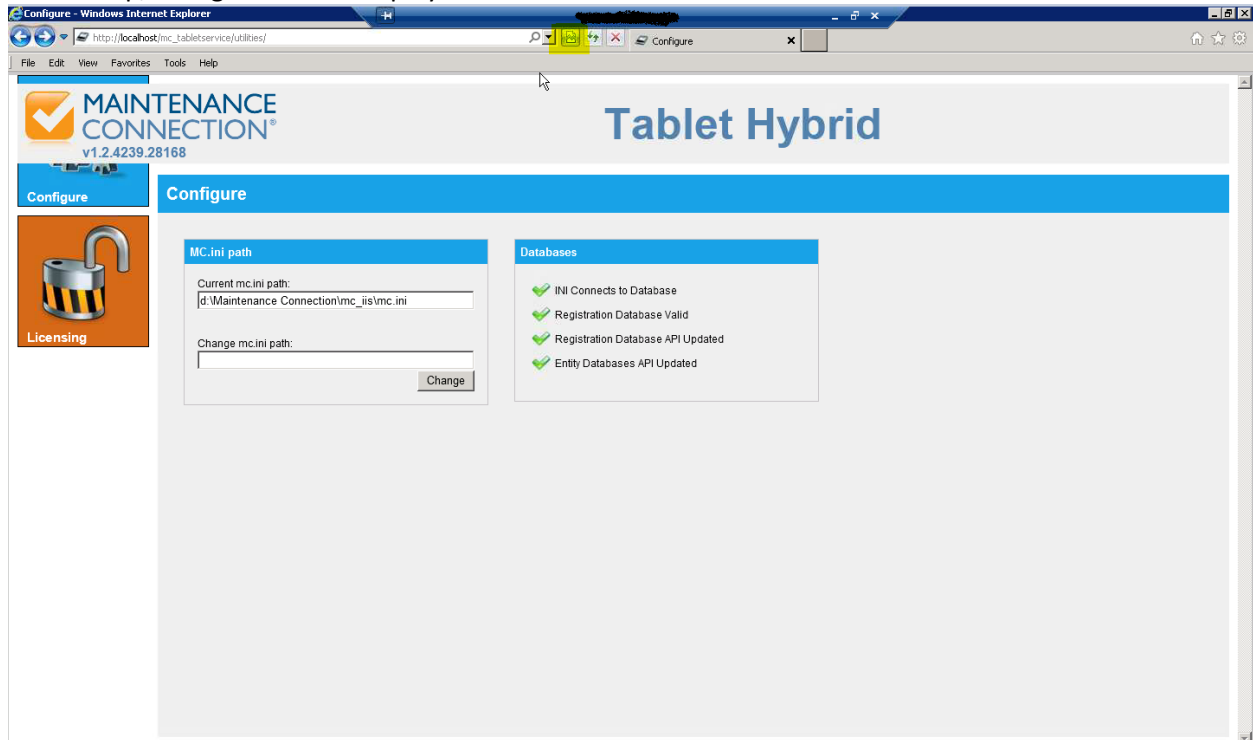 Configure - Windows Internet Explorer
http://localhost/mc_tabletservice/utilities/
Configure
File Edit View Favorites Tools Help
MAINTENANCE
CONNECTION®
v1.2.4239.28168
Tablet Hybrid
Configure
Configure
Licensing
MC.ini path
Current mc.ini path:
d:\Maintenance Connection\mc_iis\mc.ini
Change mc.ini path:
Change
Databases
INI Connects to Database
Registration Database Valid
Registration Database API Updated
Entity Databases API Updated